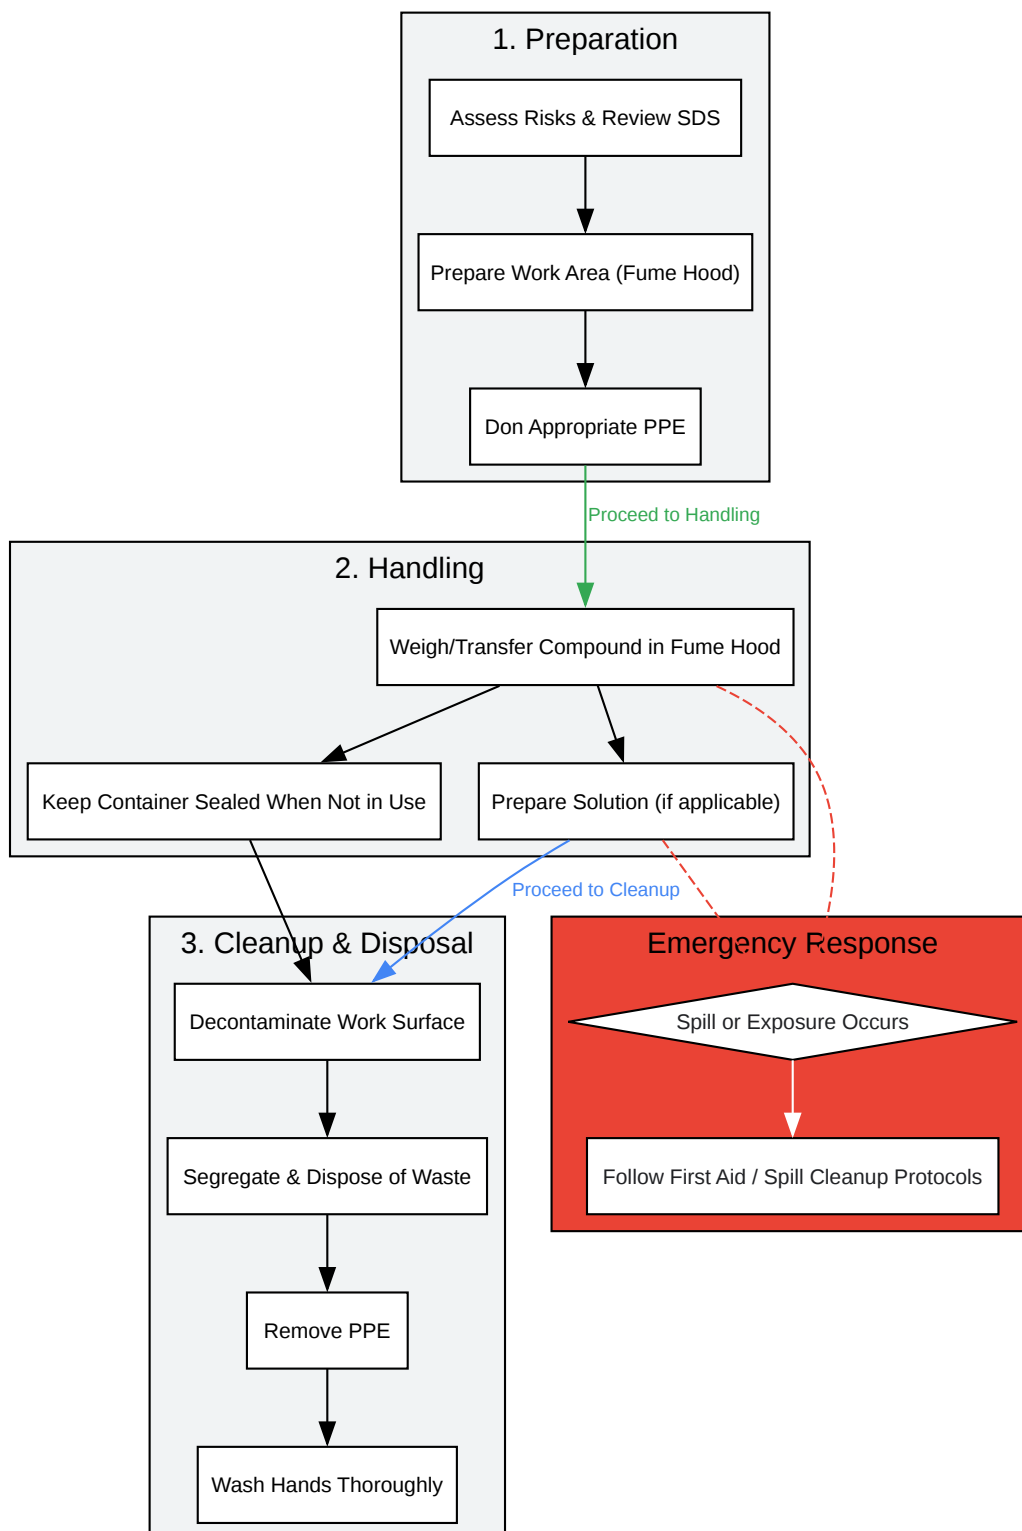 1. Preparation
Assess Risks & Review SDS
Prepare Work Area (Fume Hood)
Don Appropriate PPE
Proceed to Handling
2. Handling
Weigh/Transfer Compound in Fume Hood
Keep Container Sealed When Not in Use
Prepare Solution (if applicable)
Proceed to Cleanup
3. Cleanup & Disposal
Decontaminate Work Surface
Segregate & Dispose of Waste
Remove PPE
Wash Hands Thoroughly
Emergency Response
Spill or Exposure Occurs
Follow First Aid / Spill Cleanup Protocols